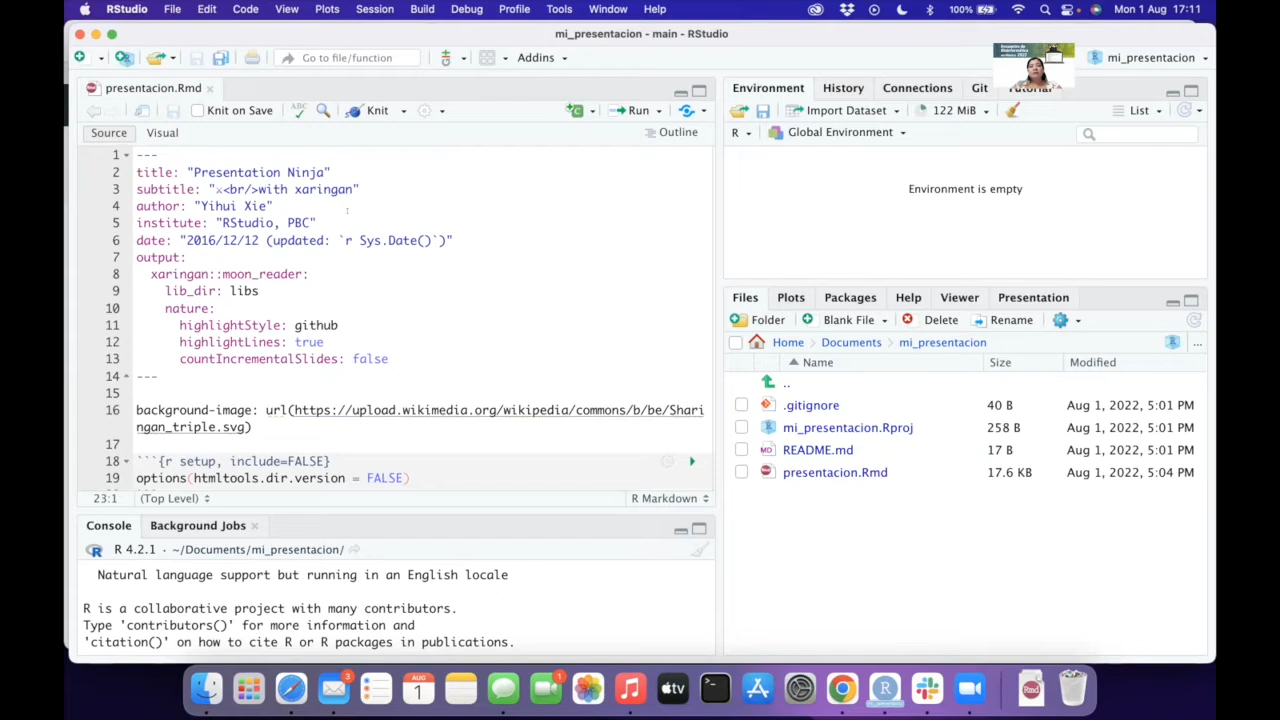 RStudio File Edit Code View Plots Session Build Debug Profile Tools Window Help 100% Mon 1 Aug 17:11
mi_presentacion - main - RStudio
Go to file/function Addins mi_presentacion
presentacion.Rmd
Knit on Save ABC Knit Run
Source Visual Outline
1 ---
2 title: "Presentation Ninja"
3 subtitle: "⚔<br/>with xaringan"
4 author: "Yihui Xie"
5 institute: "RStudio, PBC"
6 date: "2016/12/12 (updated: `r Sys.Date()`)"
7 output:
8 xaringan::moon_reader:
9 lib_dir: libs
10 nature:
11 highlightStyle: github
12 highlightLines: true
13 countIncrementalSlides: false
14 ---
15
16 background-image: url(https://upload.wikimedia.org/wikipedia/commons/b/be/Shari
ngan_triple.svg)
17
18 ```{r setup, include=FALSE}
19 options(htmltools.dir.version = FALSE)
23:1 (Top Level) R Markdown
Console Background Jobs
R 4.2.1 · ~/Documents/mi_presentacion/
Natural language support but running in an English locale
R is a collaborative project with many contributors.
Type 'contributors()' for more information and
'citation()' on how to cite R or R packages in publications.
Environment History Connections Git Tutorial
Import Dataset 122 MiB List
R Global Environment
Environment is empty
Files Plots Packages Help Viewer Presentation
Folder Blank File Delete Rename
Home Documents mi_presentacion ...
Name Size Modified
..
.gitignore 40 B Aug 1, 2022, 5:01 PM
mi_presentacion.Rproj 258 B Aug 1, 2022, 5:01 PM
README.md 17 B Aug 1, 2022, 5:01 PM
presentacion.Rmd 17.6 KB Aug 1, 2022, 5:04 PM
3 AUG 1 1 tv Rmd